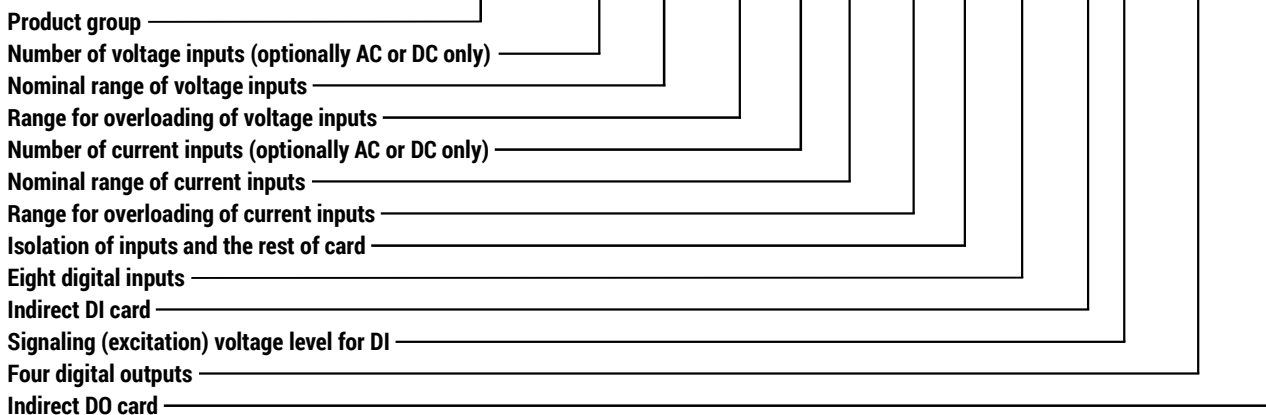 Product group
Number of voltage inputs (optionally AC or DC only)
Nominal range of voltage inputs
Range for overloading of voltage inputs
Number of current inputs (optionally AC or DC only)
Nominal range of current inputs
Range for overloading of current inputs
Isolation of inputs and the rest of card
Eight digital inputs
Indirect DI card
Signaling (excitation) voltage level for DI
Four digital outputs
Indirect DO card